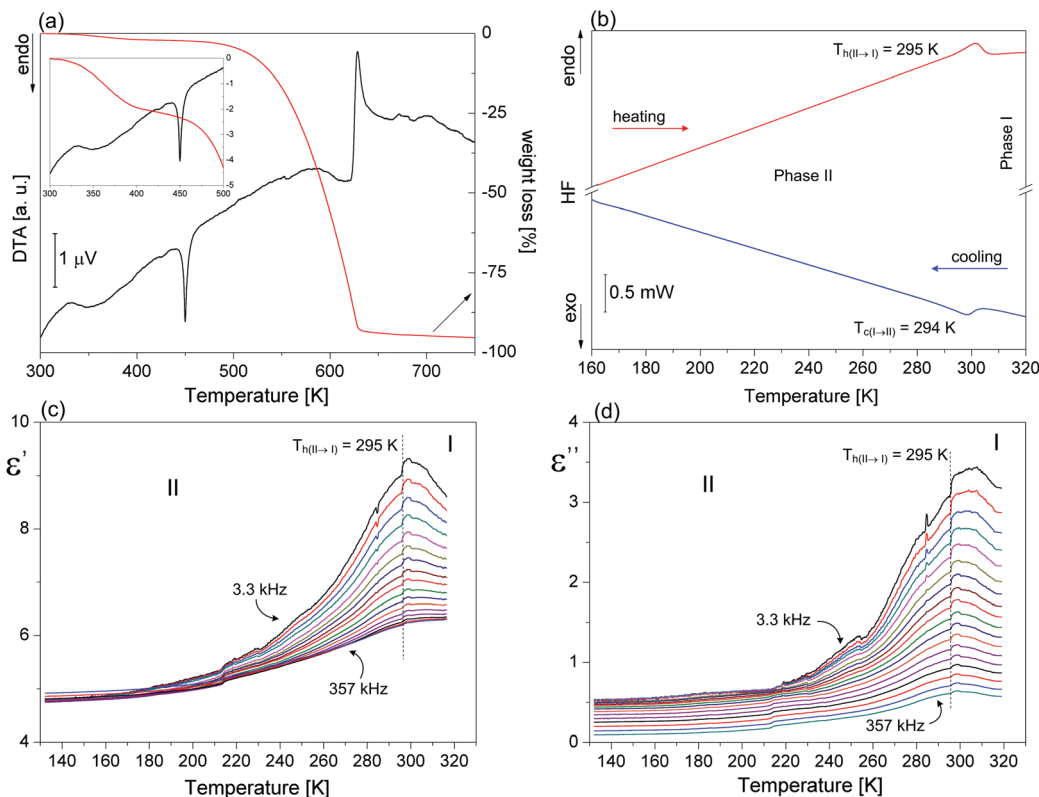 (a)
endo
DTA [a. u.]
1 μV
0
-25
-50
-75
-100
weight loss [%]
300 400 500 600 700
Temperature [K]
0
-1
-2
-3
-4
-5
300 350 400 450 500
(b)
endo
HF
exo
T h(II→ I) = 295 K
heating
Phase II
Phase I
cooling
0.5 mW
T c(I→II) = 294 K
160 180 200 220 240 260 280 300 320
Temperature [K]
(c)
ε'
10
8
6
4
T h(II→ I) = 295 K
I
II
3.3 kHz
357 kHz
140 160 180 200 220 240 260 280 300 320
Temperature [K]
(d)
ε''
4
3
2
1
0
T h(II→ I) = 295 K
I
II
3.3 kHz
357 kHz
140 160 180 200 220 240 260 280 300 320
Temperature [K]